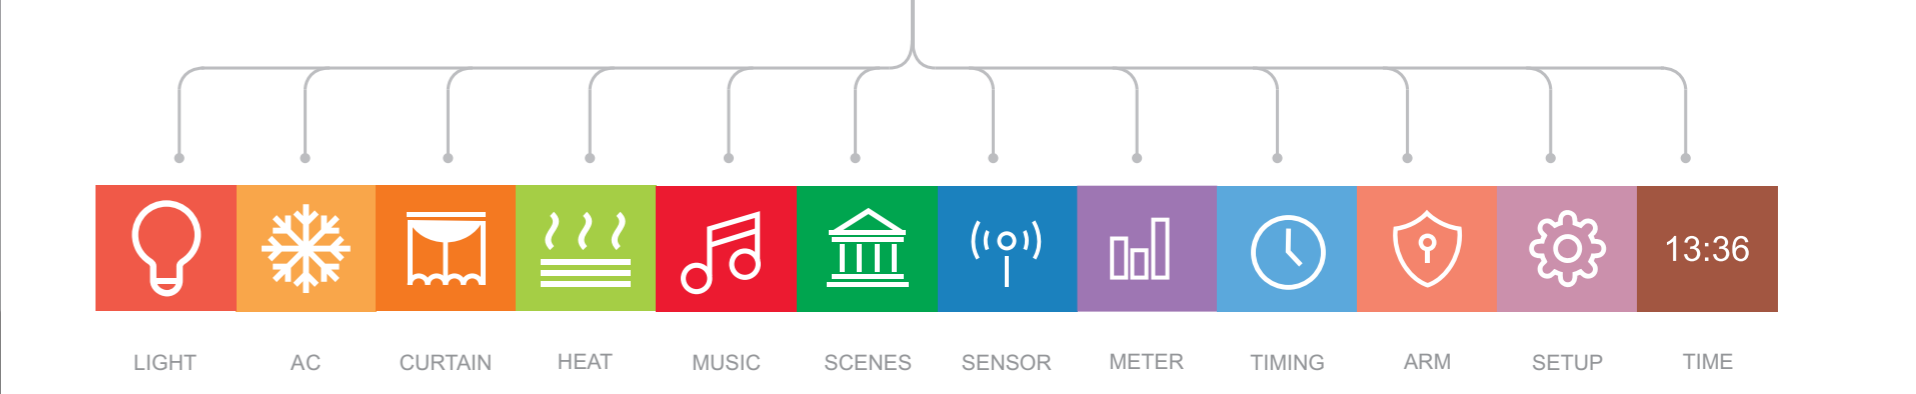 13:36
LIGHT AC CURTAIN HEAT MUSIC SCENES SENSOR METER TIMING ARM SETUP TIME